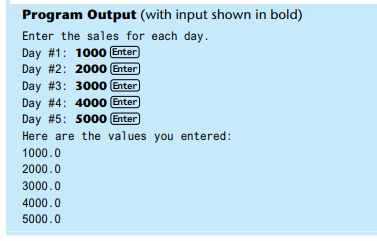 Program Output (with input shown in bold)
Enter the sales for each day.
Day #1: 1000 Enter
Day #2: 2000 Enter
Day #3: 3000 Enter
Day #4: 4000 Enter
Day #5: 5000 Enter
Here are the values you entered:
1000.0
2000.0
3000.0
4000.0
5000.0